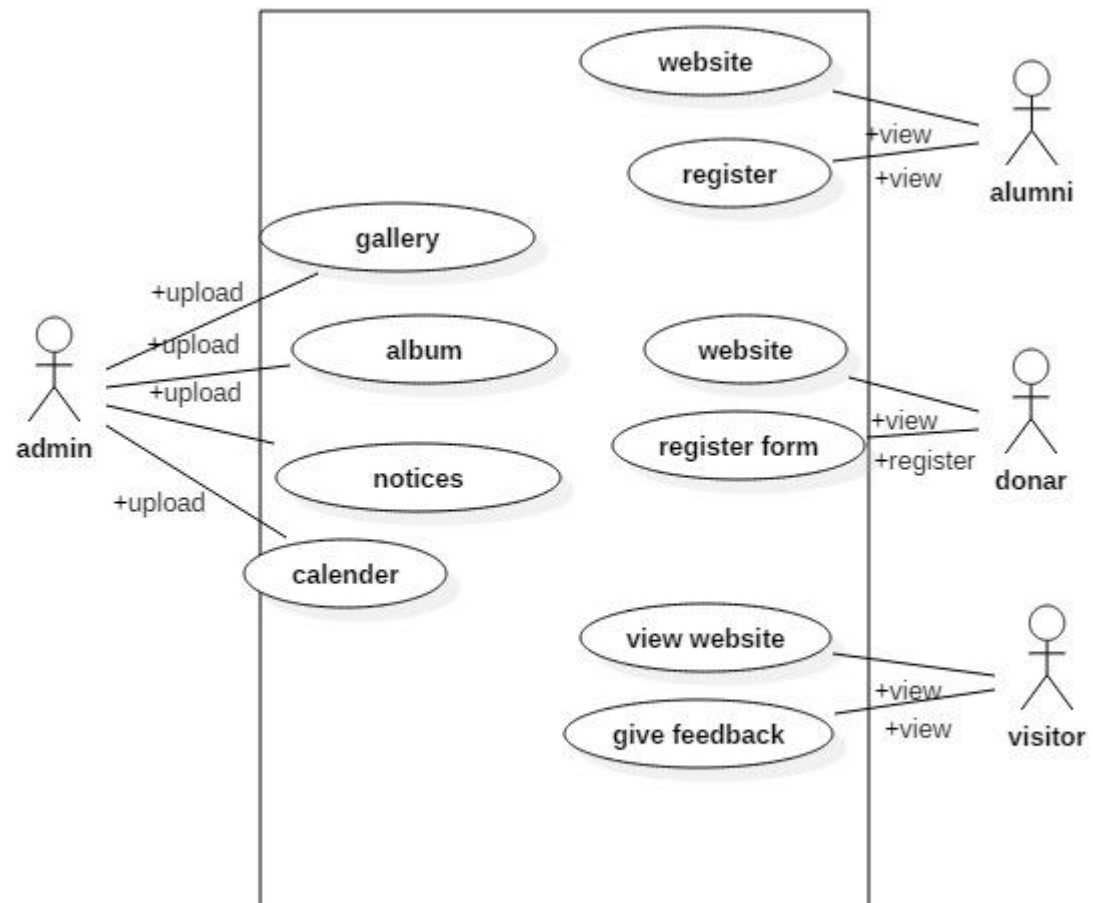 website
+view
register
+view
alumni
gallery
+upload
+upload
album
website
+upload
admin
+view
register form
+register
donar
notices
+upload
calender
view website
+view
give feedback
+view
visitor